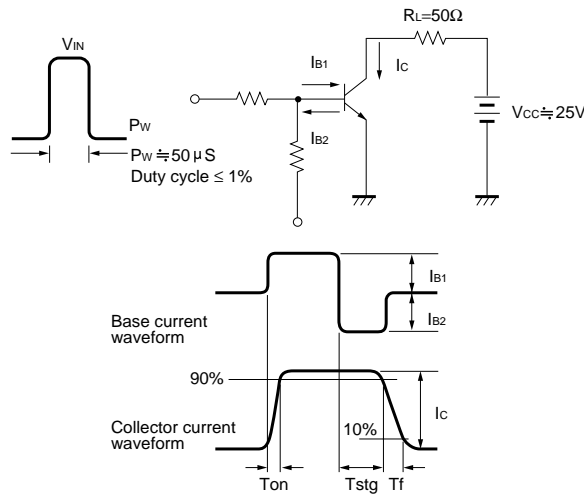 RL=50Ω
VIN
IB1
IC
PW
IB2
VCC≒25V
PW≒50μS
Duty cycle ≤ 1%
IB1
Base current
waveform
IB2
90%
IC
Collector current
waveform
10%
Ton
Tstg
Tf